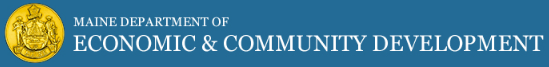 MAINE DEPARTMENT OF
ECONOMIC & COMMUNITY DEVELOPMENT